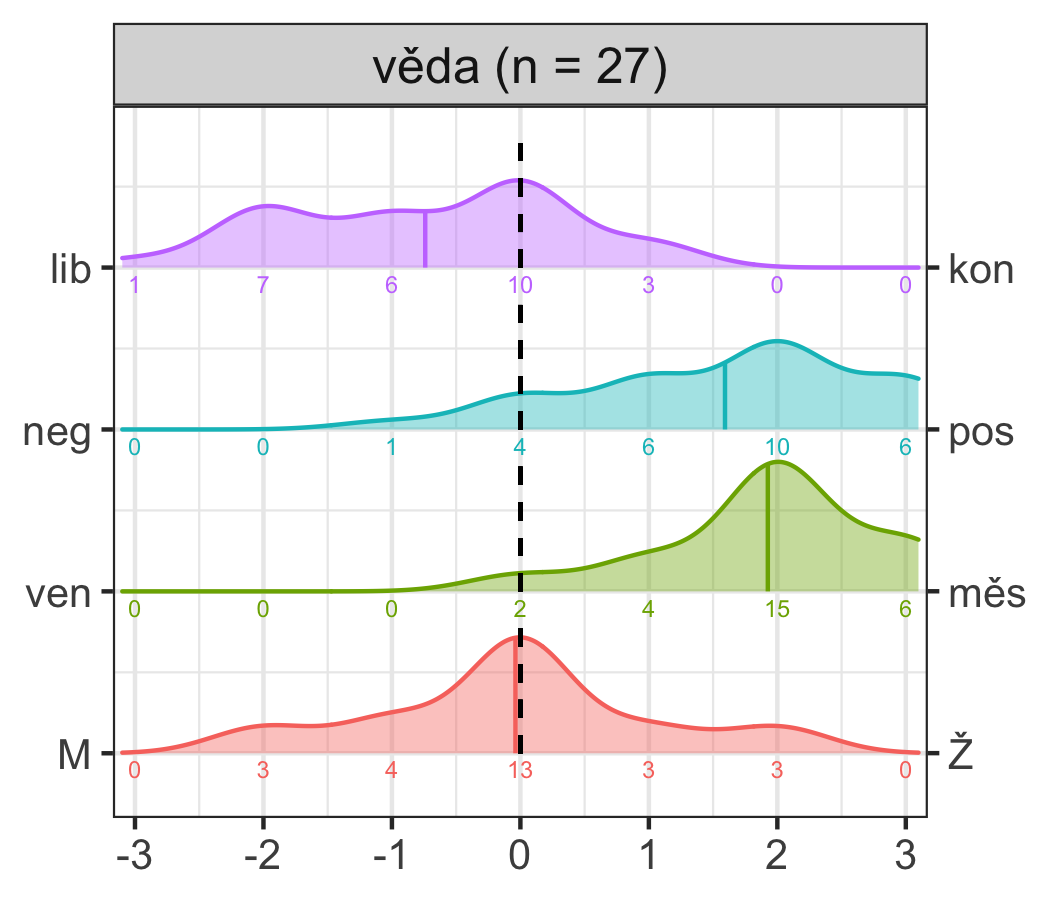 věda (n = 27)
lib kon
1 7 6 10 3 0 0
neg pos
0 0 1 4 6 10 6
ven měs
0 0 0 2 4 15 6
M Ž
0 3 4 13 3 3 0
-3 -2 -1 0 1 2 3